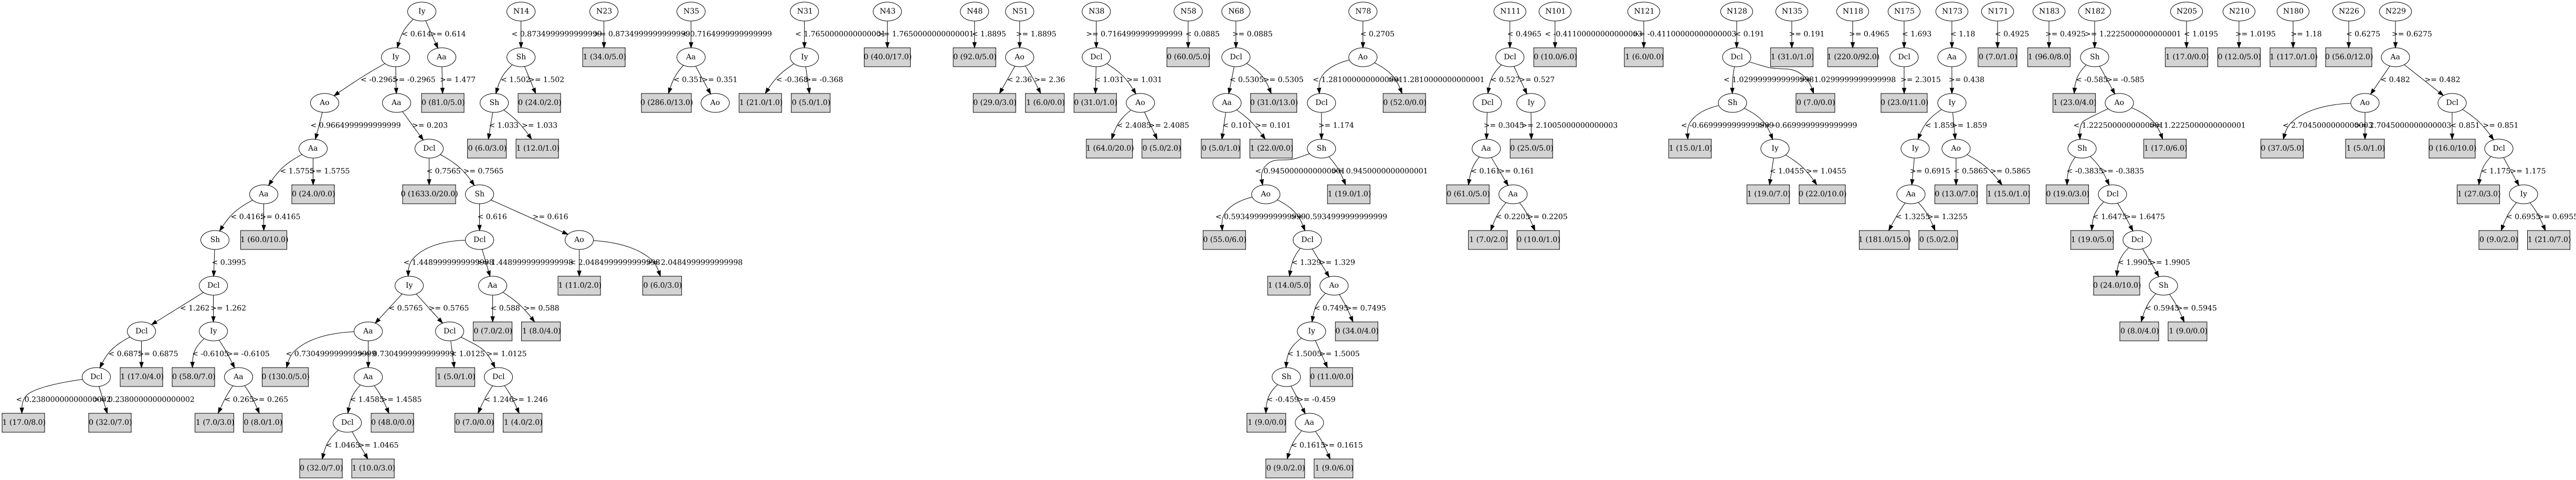 Iy N14 N23 N35 N31 N43 N48 N51 N38 N58 N68 N78 N111 N101 N121 N128 N135 N118 N175 N173 N171 N183 N182 N205 N210 N180 N226 N229
< 0.614 >= 0.614 < 0.8734999999999999 >= 0.8734999999999999 < 0.7164999999999999 < 1.7650000000000001 >= 1.7650000000000001 < 1.8895 >= 1.8895 >= 0.7164999999999999 < 0.0885 >= 0.0885 < 0.2705 < 0.4965 < -0.41100000000000003 >= -0.41100000000000003 < 0.191 >= 0.191 >= 0.4965 < 1.693 < 1.18 < 0.4925 >= 0.4925 >= 1.2225000000000001 < 1.0195 >= 1.0195 >= 1.18 < 0.6275 >= 0.6275
Iy Aa Sh 1 (34.0/5.0) Aa Iy 0 (40.0/17.0) 0 (92.0/5.0) Ao Dcl 0 (60.0/5.0) Dcl Ao Dcl 0 (10.0/6.0) 1 (6.0/0.0) Dcl 1 (31.0/1.0) 1 (220.0/92.0) Dcl Aa 0 (7.0/1.0) 1 (96.0/8.0) Sh 1 (17.0/0.0) 0 (12.0/5.0) 1 (117.0/1.0) 0 (56.0/12.0) Aa
< -0.2965 >= -0.2965 >= 1.477 < 1.502 >= 1.502 < 0.351 >= 0.351 < -0.368 >= -0.368 < 2.36 >= 2.36 < 1.031 >= 1.031 < 0.5305 >= 0.5305 < 1.2810000000000001 >= 1.2810000000000001 < 0.527 >= 0.527 < 1.0299999999999998 >= 1.0299999999999998 >= 2.3015 >= 0.438 < -0.585 >= -0.585 < 0.482 >= 0.482
Ao Aa 0 (81.0/5.0) Sh 0 (24.0/2.0) 0 (286.0/13.0) Ao 1 (21.0/1.0) 0 (5.0/1.0) 0 (29.0/3.0) 1 (6.0/0.0) 0 (31.0/1.0) Ao Aa 0 (31.0/13.0) Dcl 0 (52.0/0.0) Dcl Iy Sh 0 (7.0/0.0) 0 (23.0/11.0) Iy 1 (23.0/4.0) Ao Ao Dcl
< 0.9664999999999999 >= 0.203 < 1.033 >= 1.033 < 2.4085 >= 2.4085 < 0.101 >= 0.101 >= 1.174 >= 0.3045 >= 2.1005000000000003 < -0.6699999999999999 >= -0.6699999999999999 < 1.859 >= 1.859 < 1.2225000000000001 >= 1.2225000000000001 < 2.7045000000000003 >= 2.7045000000000003 < 0.851 >= 0.851
Aa Dcl 0 (6.0/3.0) 1 (12.0/1.0) 1 (64.0/20.0) 0 (5.0/2.0) 0 (5.0/1.0) 1 (22.0/0.0) Sh Aa 0 (25.0/5.0) 1 (15.0/1.0) Iy Iy Ao Sh 1 (17.0/6.0) 0 (37.0/5.0) 1 (5.0/1.0) 0 (16.0/10.0) Dcl
< 1.5755 >= 1.5755 < 0.7565 >= 0.7565 < 0.9450000000000001 >= 0.9450000000000001 < 0.161 >= 0.161 < 1.0455 >= 1.0455 >= 0.6915 < 0.5865 >= 0.5865 < -0.3835 >= -0.3835 < 1.175 >= 1.175
Aa 0 (24.0/0.0) 0 (1633.0/20.0) Sh Ao 1 (19.0/1.0) 0 (61.0/5.0) Aa 1 (19.0/7.0) 0 (22.0/10.0) Aa 0 (13.0/7.0) 1 (15.0/1.0) 0 (19.0/3.0) Dcl 1 (27.0/3.0) Iy
< 0.4165 >= 0.4165 < 0.616 >= 0.616 < 0.5934999999999999 >= 0.5934999999999999 < 0.2205 >= 0.2205 < 1.3255 >= 1.3255 < 1.6475 >= 1.6475 < 0.6955 >= 0.6955
Sh 1 (60.0/10.0) Dcl Ao 0 (55.0/6.0) Dcl 1 (7.0/2.0) 0 (10.0/1.0) 1 (181.0/15.0) 0 (5.0/2.0) 1 (19.0/5.0) Dcl 0 (9.0/2.0) 1 (21.0/7.0)
< 0.3995 < 1.4489999999999998 >= 1.4489999999999998 < 2.0484999999999998 >= 2.0484999999999998 < 1.329 >= 1.329 < 1.9905 >= 1.9905
Dcl Iy Aa 1 (11.0/2.0) 0 (6.0/3.0) 1 (14.0/5.0) Ao 0 (24.0/10.0) Sh
< 1.262 >= 1.262 < 0.5765 >= 0.5765 < 0.588 >= 0.588 < 0.7495 >= 0.7495 < 0.5945 >= 0.5945
Dcl Iy Aa Dcl 0 (7.0/2.0) 1 (8.0/4.0) Iy 0 (34.0/4.0) 0 (8.0/4.0) 1 (9.0/0.0)
< 0.6875 >= 0.6875 < -0.6105 >= -0.6105 < 0.7304999999999999 >= 0.7304999999999999 < 1.0125 >= 1.0125 < 1.5005 >= 1.5005
Dcl 1 (17.0/4.0) 0 (58.0/7.0) Aa 0 (130.0/5.0) Aa 1 (5.0/1.0) Dcl Sh 0 (11.0/0.0)
< 0.23800000000000002 >= 0.23800000000000002 < 0.265 >= 0.265 < 1.4585 >= 1.4585 < 1.246 >= 1.246 < -0.459 >= -0.459
1 (17.0/8.0) 0 (32.0/7.0) 1 (7.0/3.0) 0 (8.0/1.0) Dcl 0 (48.0/0.0) 0 (7.0/0.0) 1 (4.0/2.0) 1 (9.0/0.0) Aa
< 1.0465 >= 1.0465 < 0.1615 >= 0.1615
0 (32.0/7.0) 1 (10.0/3.0) 0 (9.0/2.0) 1 (9.0/6.0)